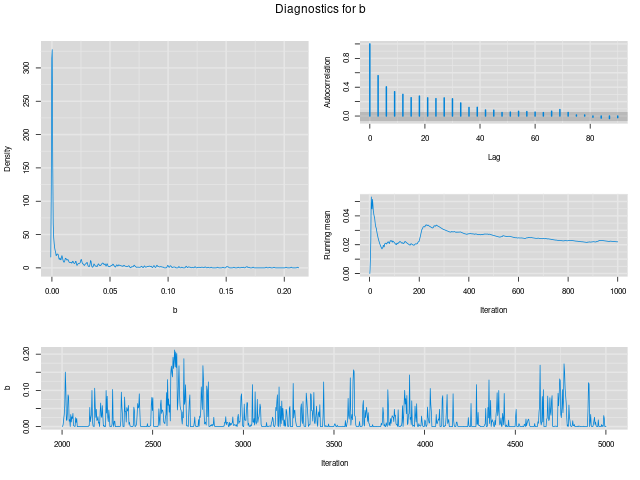 Diagnostics for b
Density
0 50 100 150 200 250 300
0.00 0.05 0.10 0.15 0.20
b
Autocorrelation
0.0 0.4 0.8
0 20 40 60 80
Lag
Running mean
0.00 0.02 0.04
0 200 400 600 800 1000
Iteration
b
0.00 0.10 0.20
2000 2500 3000 3500 4000 4500 5000
Iteration